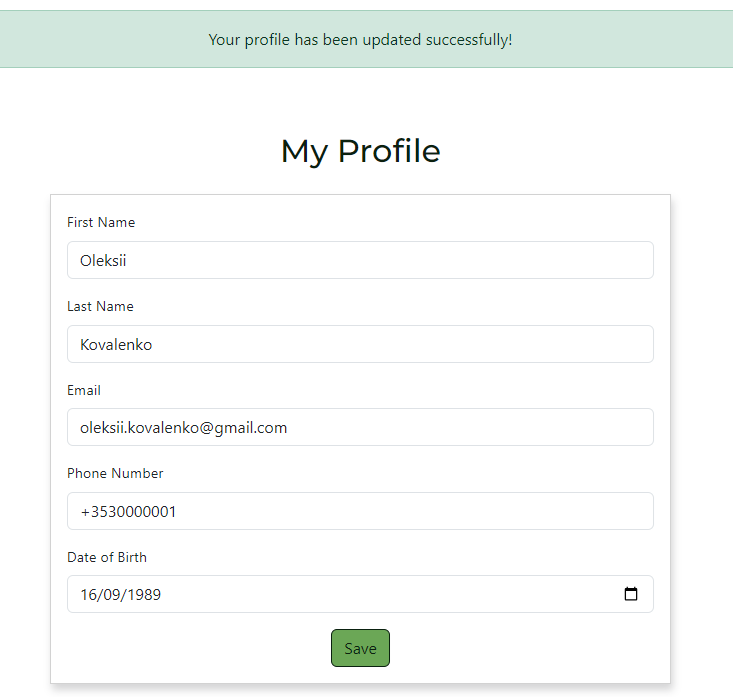 Your profile has been updated successfully!
My Profile
First Name
Oleksii
Last Name
Kovalenko
Email
oleksii.kovalenko@gmail.com
Phone Number
+3530000001
Date of Birth
16/09/1989
Save